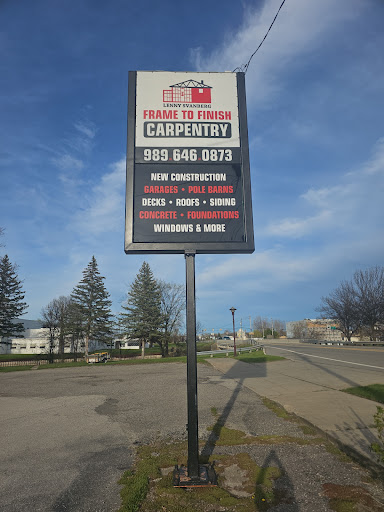 LENNY SVANBERG
FRAME TO FINISH
CARPENTRY
989 646 0873
NEW CONSTRUCTION
GARAGES • POLE BARNS
DECKS • ROOFS • SIDING
CONCRETE • FOUNDATIONS
WINDOWS & MORE